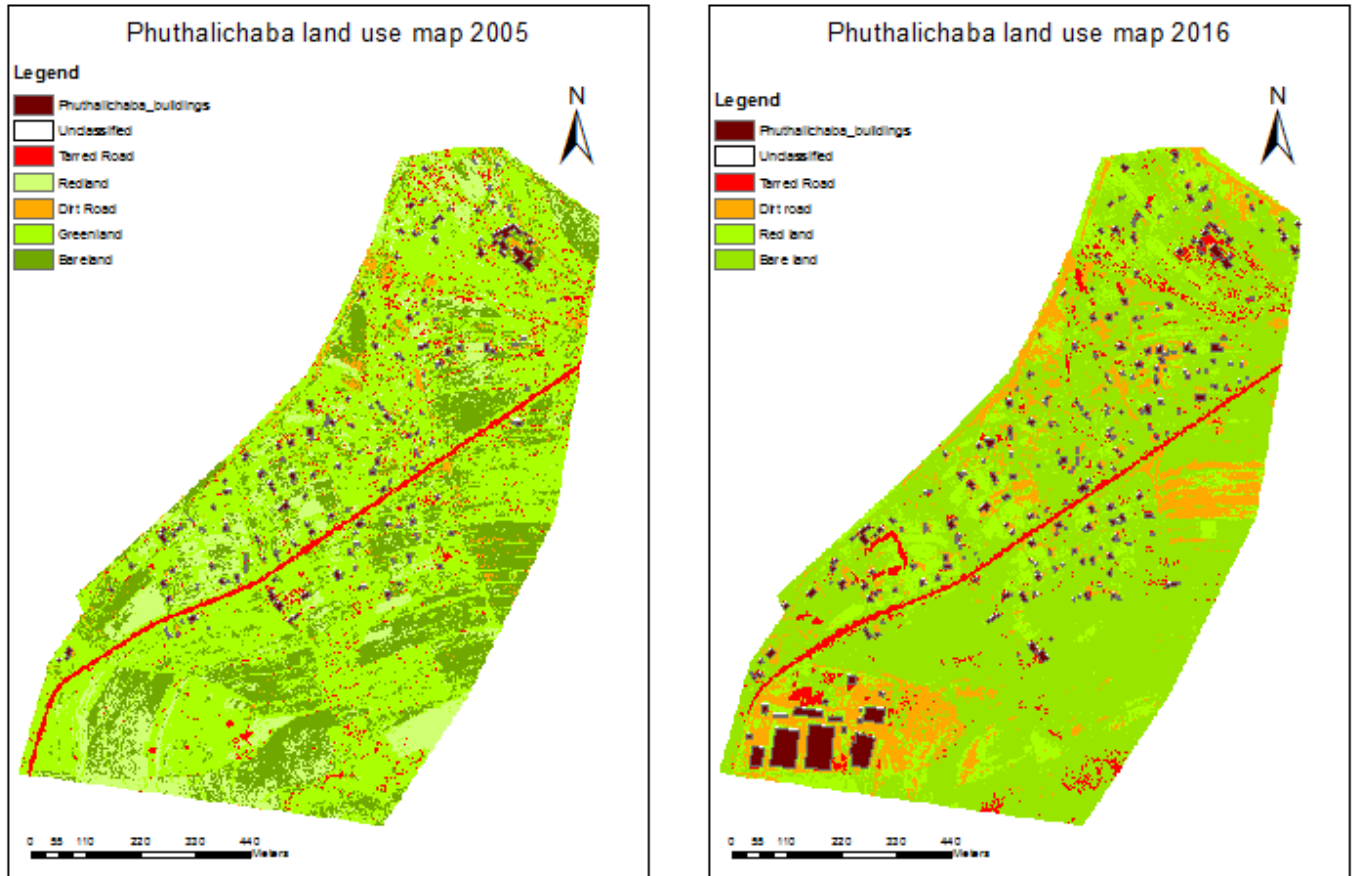 Phuthalichaba land use map 2005
Legend
N
Phuthalichaba_buildings
Unclassified
Tarred Road
Redland
Dirt Road
Greenland
Bareland
0 55 110 220 330 440
Meters
Phuthalichaba land use map 2016
Legend
N
Phuthalichaba_buildings
Unclassified
Tarred Road
Dirt road
Red land
Bare land
0 55 110 220 330 440
Meters